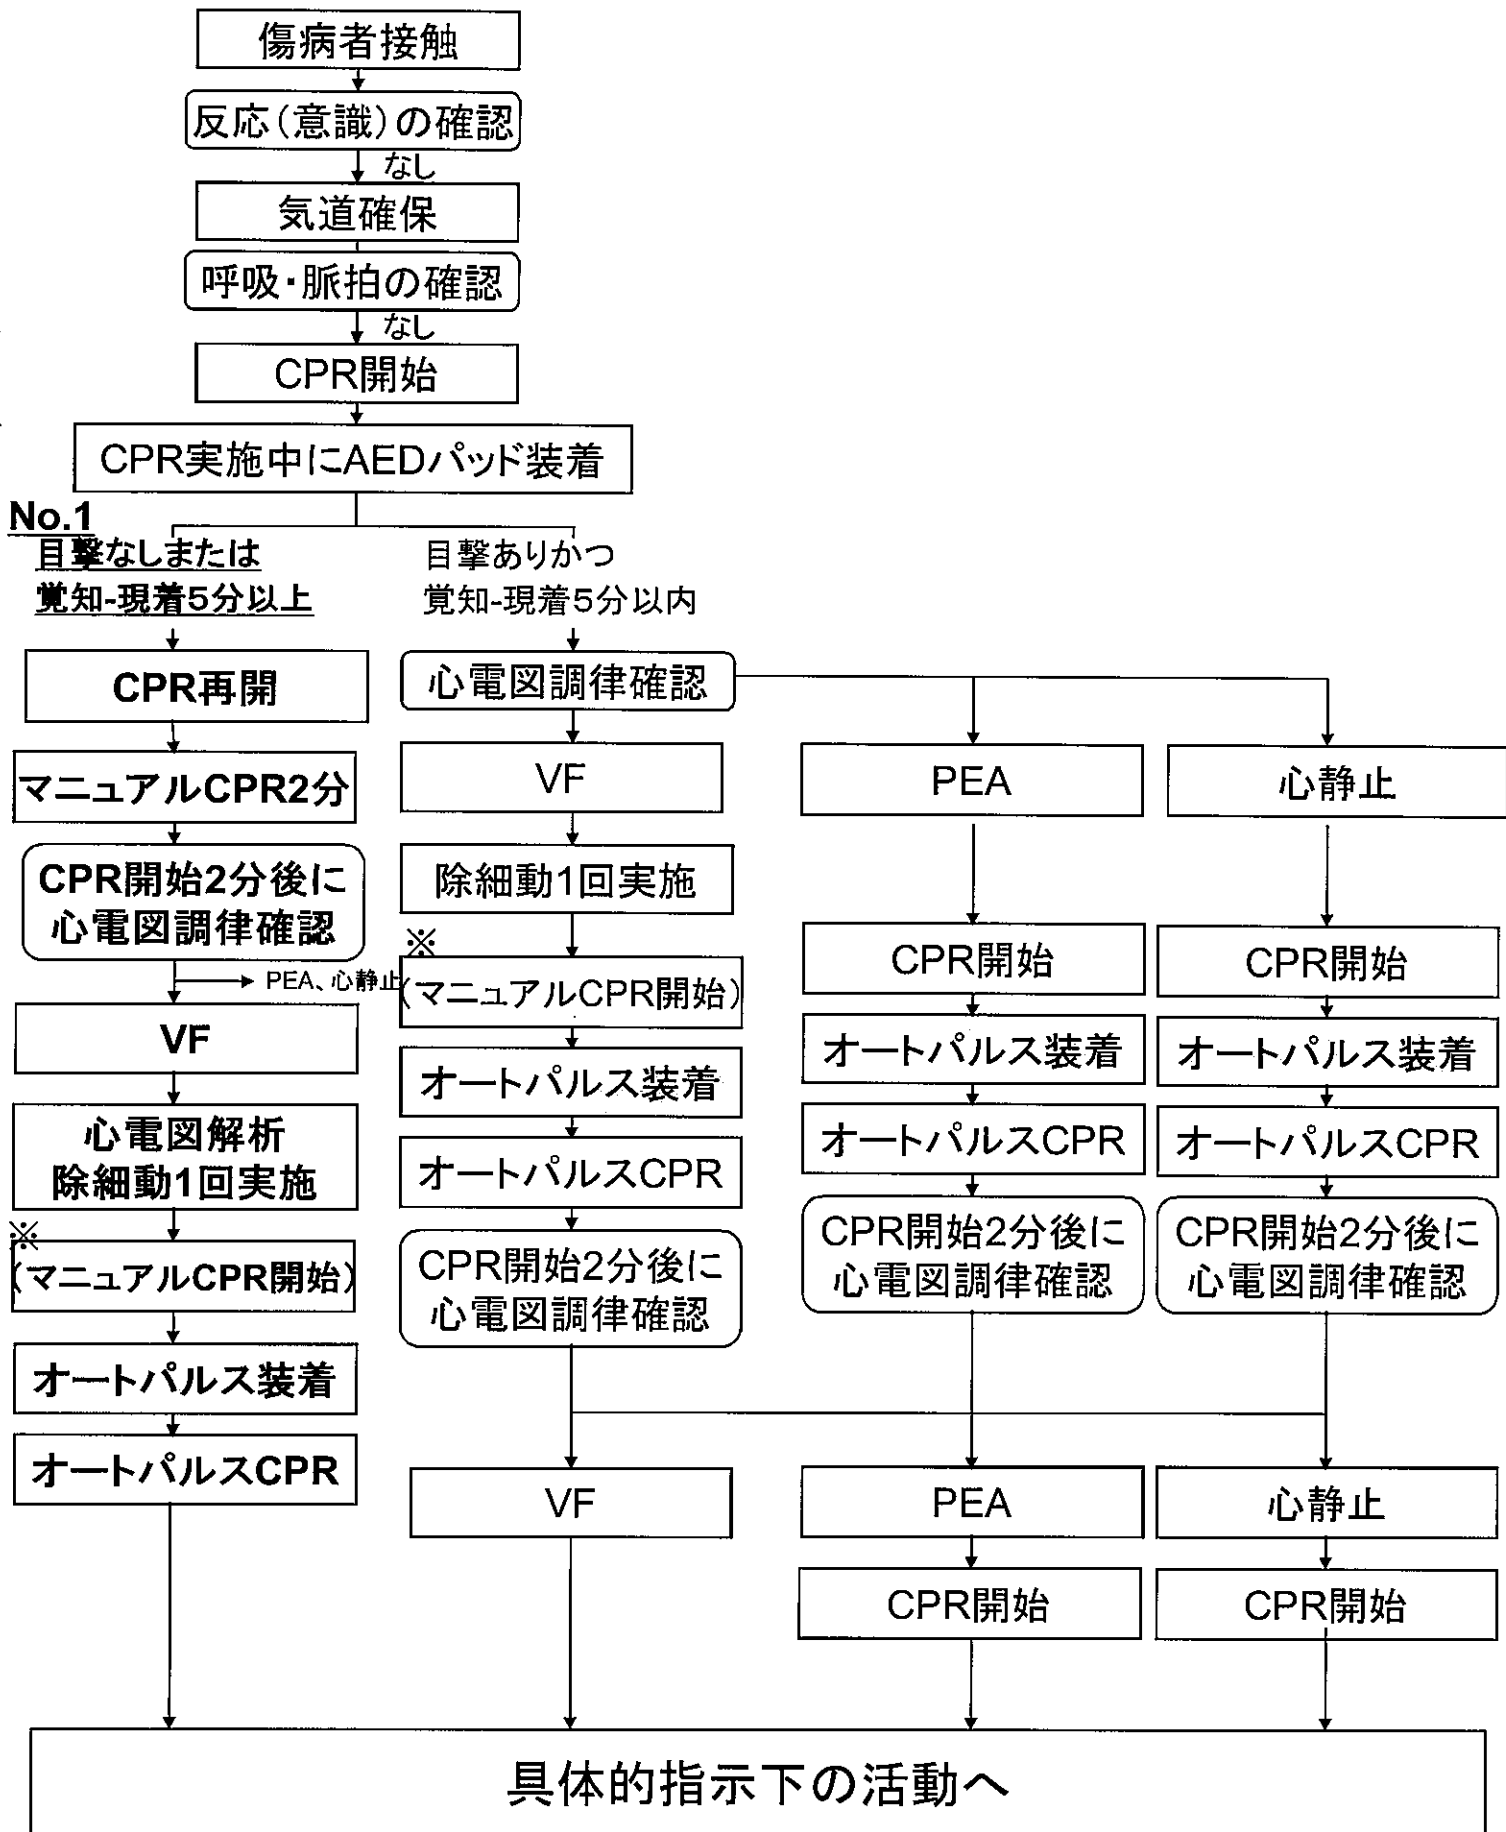 傷病者接触
反応(意識)の確認
なし
気道確保
呼吸・脈拍の確認
なし
CPR開始
CPR実施中にAEDパッド装着
No.1
目撃なしまたは
覚知-現着5分以上
CPR再開
マニュアルCPR2分
CPR開始2分後に
心電図調律確認
PEA、心静止
VF
心電図解析
除細動1回実施
※
(マニュアルCPR開始)
オートパルス装着
オートパルスCPR
目撃ありかつ
覚知-現着5分以内
心電図調律確認
VF
除細動1回実施
※
(マニュアルCPR開始)
オートパルス装着
オートパルスCPR
CPR開始2分後に
心電図調律確認
VF
PEA
CPR開始
オートパルス装着
オートパルスCPR
CPR開始2分後に
心電図調律確認
PEA
CPR開始
心静止
CPR開始
オートパルス装着
オートパルスCPR
CPR開始2分後に
心電図調律確認
心静止
CPR開始
具体的指示下の活動へ